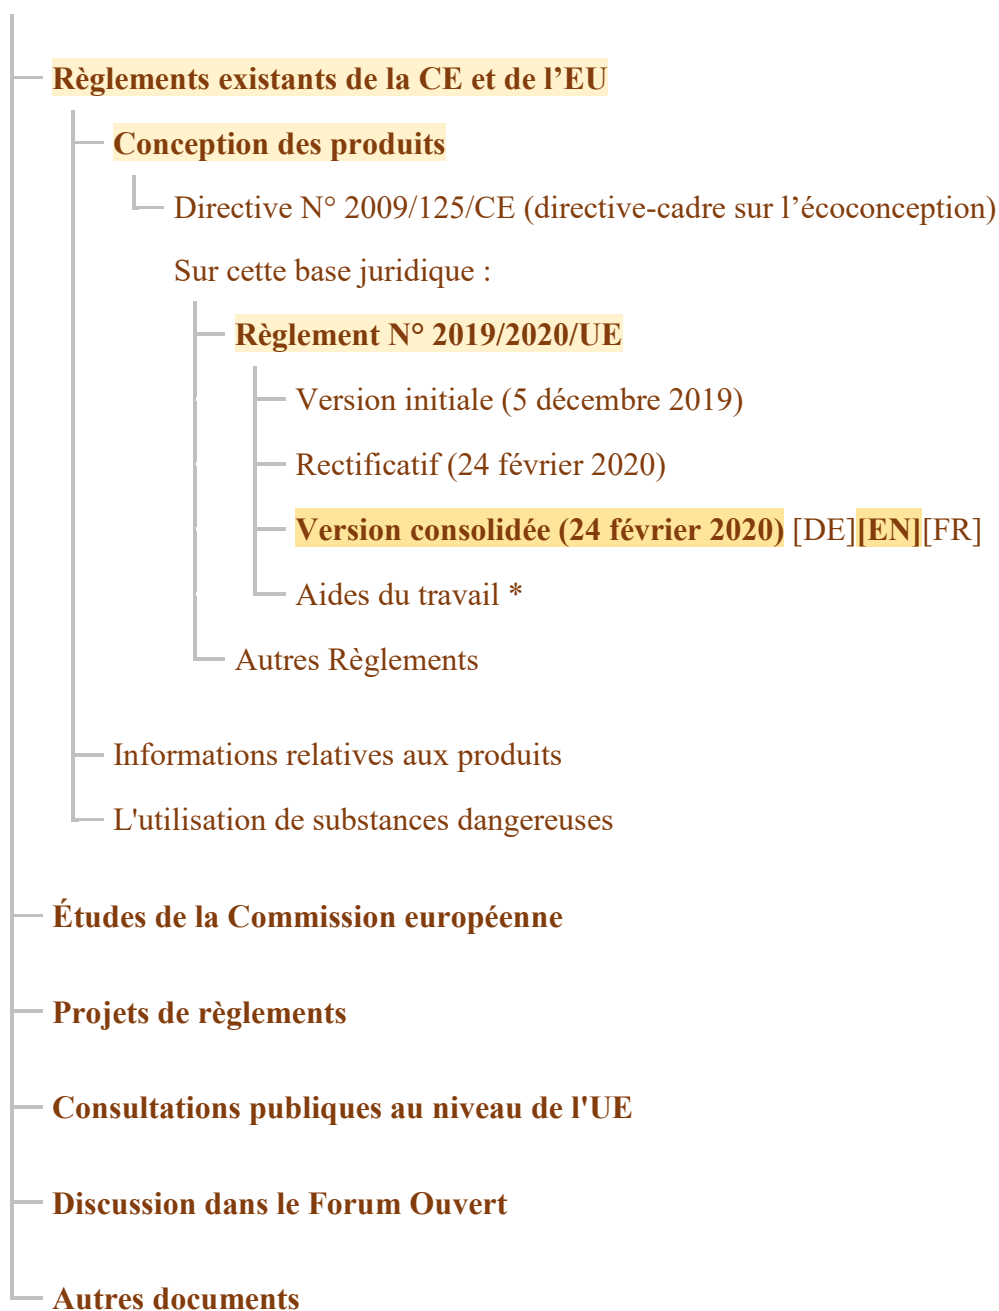 Règlements existants de la CE et de l’EU
Conception des produits
Directive N° 2009/125/CE (directive-cadre sur l’écoconception)
Sur cette base juridique :
Règlement N° 2019/2020/UE
Version initiale (5 décembre 2019)
Rectificatif (24 février 2020)
Version consolidée (24 février 2020) [DE][EN][FR]
Aides du travail *
Autres Règlements
Informations relatives aux produits
L'utilisation de substances dangereuses
Études de la Commission européenne
Projets de règlements
Consultations publiques au niveau de l'UE
Discussion dans le Forum Ouvert
Autres documents